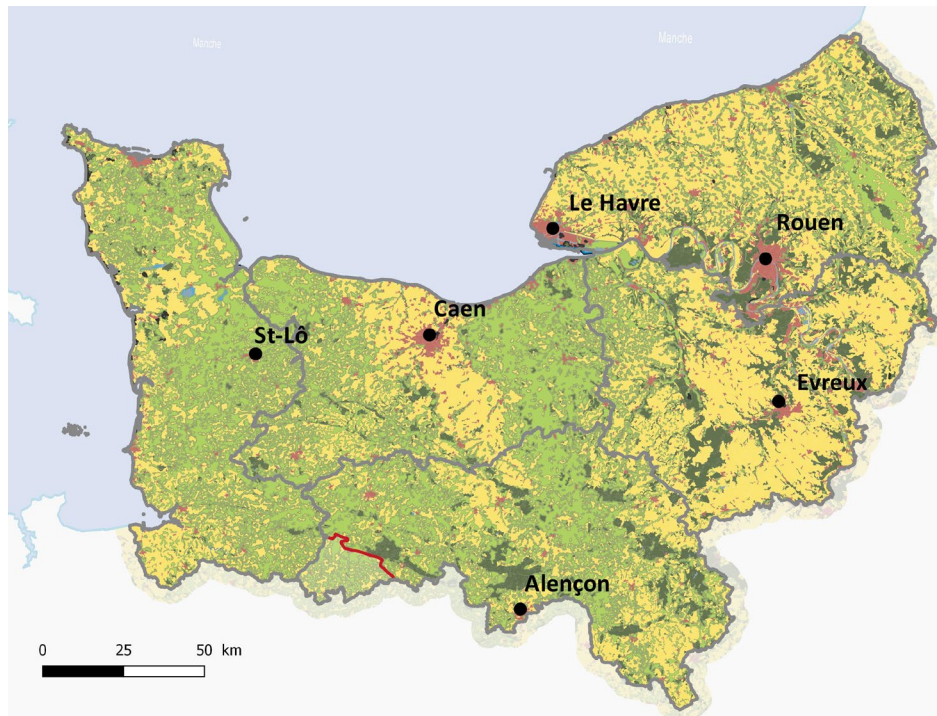 Manche
Manche
Le Havre
Rouen
Caen
St-Lô
Evreux
Alençon
0 25 50 km